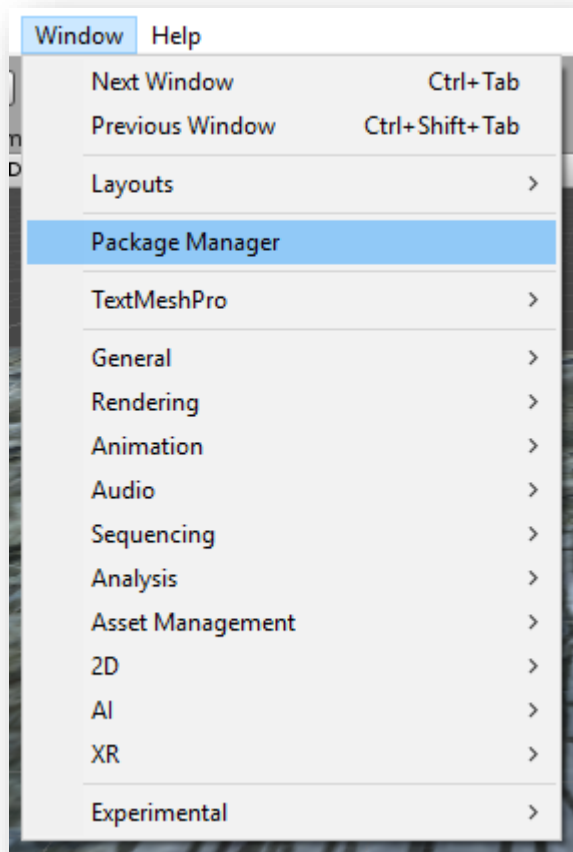 Window Help
Next Window Ctrl+Tab
Previous Window Ctrl+Shift+Tab
Layouts
Package Manager
TextMeshPro
General
Rendering
Animation
Audio
Sequencing
Analysis
Asset Management
2D
AI
XR
Experimental